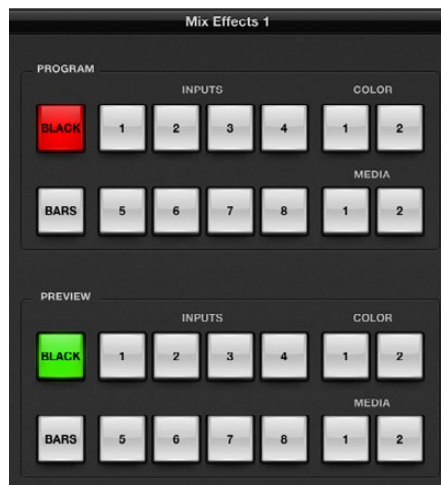 Mix Effects 1
PROGRAM
INPUTS COLOR
BLACK 1 2 3 4 1 2
MEDIA
BARS 5 6 7 8 1 2
PREVIEW
INPUTS COLOR
BLACK 1 2 3 4 1 2
MEDIA
BARS 5 6 7 8 1 2